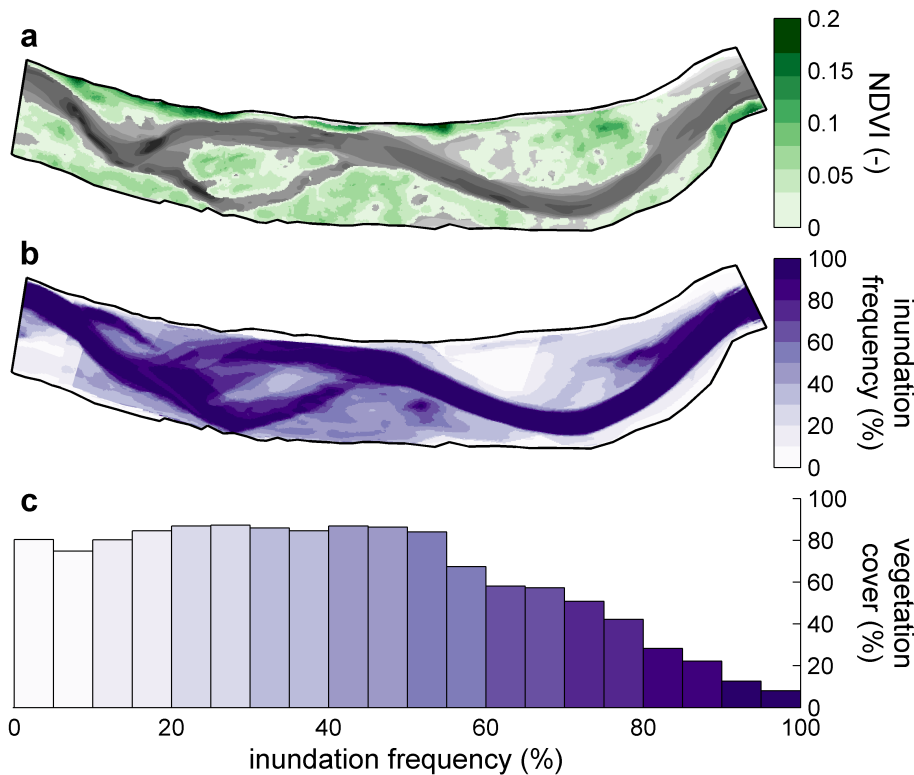 a
0.2
0.15
0.1
0.05
0
NDVI (-)
b
100
80
60
40
20
0
inundation
frequency (%)
c
100
80
60
40
20
0
vegetation
cover (%)
0 20 40 60 80 100
inundation frequency (%)